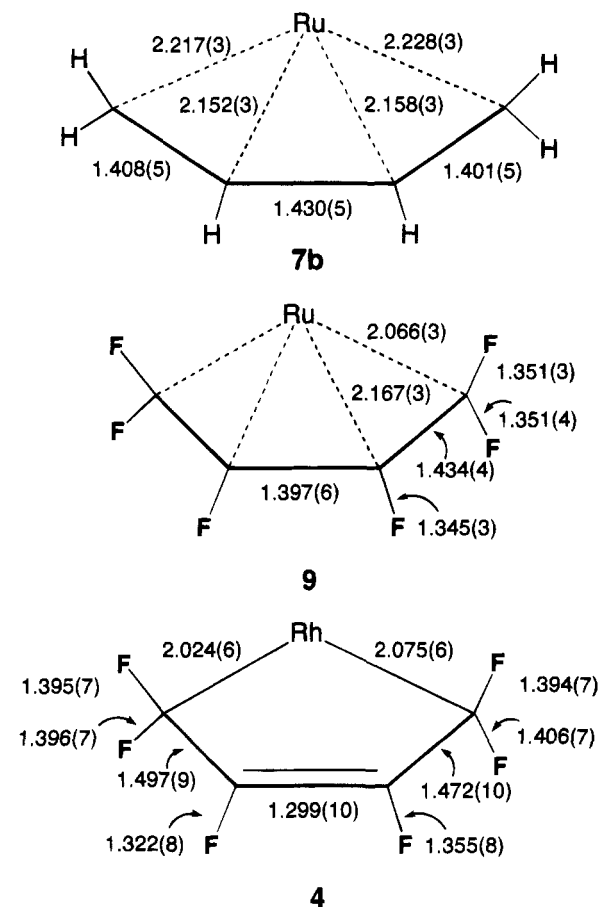 Ru
2.217(3)
2.228(3)
H
H
2.152(3)
2.158(3)
H
H
1.408(5)
1.401(5)
1.430(5)
H
H
7b
Ru
2.066(3)
F
F
1.351(3)
2.167(3)
1.351(4)
F
F
1.434(4)
1.397(6)
F
F
1.345(3)
9
Rh
2.024(6)
2.075(6)
F
F
1.395(7)
1.394(7)
1.396(7)
F
F
1.406(7)
1.497(9)
1.472(10)
1.299(10)
1.322(8)
F
F
1.355(8)
4